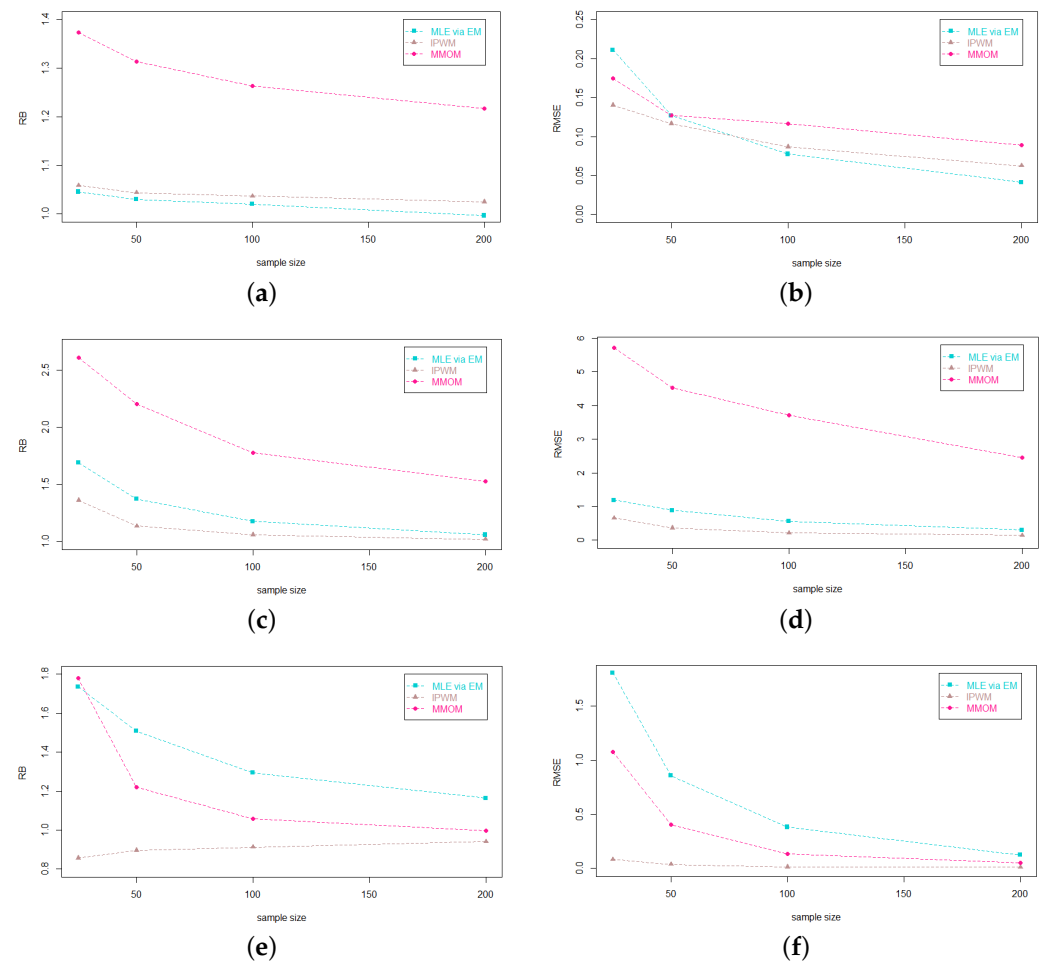 1.0 1.1 1.2 1.3 1.4
RB
MLE via EM
IPWM
MMOM
50 100 150 200
sample size
(a)
0.00 0.05 0.10 0.15 0.20 0.25
RMSE
MLE via EM
IPWM
MMOM
50 100 150 200
sample size
(b)
1.0 1.5 2.0 2.5
RB
MLE via EM
IPWM
MMOM
50 100 150 200
sample size
(c)
0 1 2 3 4 5 6
RMSE
MLE via EM
IPWM
MMOM
50 100 150 200
sample size
(d)
0.8 1.0 1.2 1.4 1.6 1.8
RB
MLE via EM
IPWM
MMOM
50 100 150 200
sample size
(e)
0.0 0.5 1.0 1.5
RMSE
MLE via EM
IPWM
MMOM
50 100 150 200
sample size
(f)